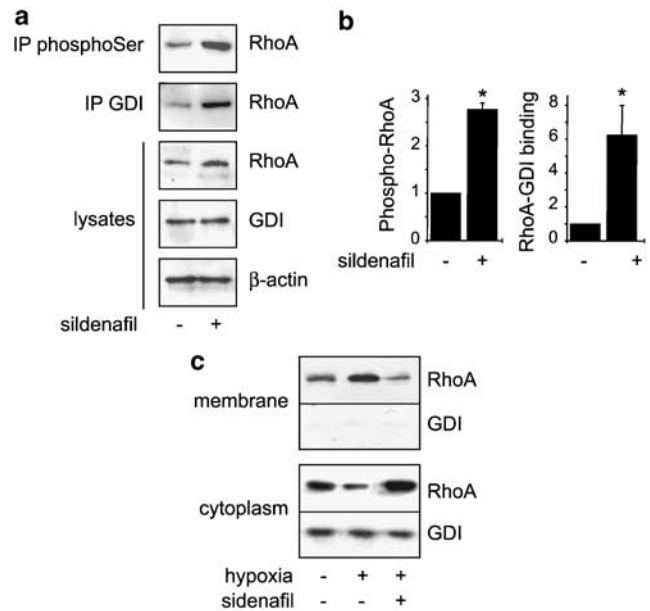 a
IP phosphoSer RhoA
IP GDI RhoA
lysates
RhoA
GDI
β-actin
sildenafil - +
b
Phospho-RhoA
3
2
1
0
*
RhoA-GDI binding
8
6
4
2
0
*
sildenafil - + - +
c
membrane
RhoA
GDI
cytoplasm
RhoA
GDI
hypoxia - + +
sidenafil +